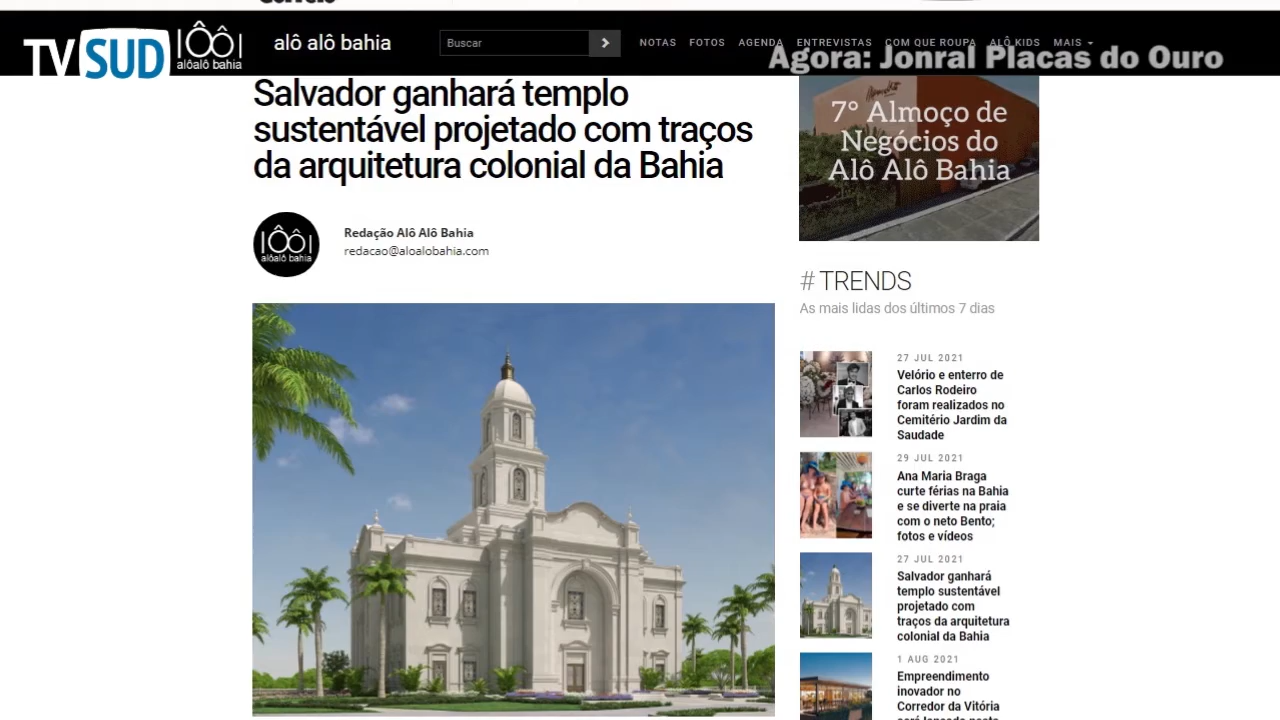 TV SUD
alôalô bahia
alô alô bahia
Buscar
NOTAS FOTOS AGENDA ENTREVISTAS COM QUE ROUPA ALÔ KIDS MAIS
Agora: Jonral Placas do Ouro
Salvador ganhará templo
sustentável projetado com traços
da arquitetura colonial da Bahia
alôalô bahia
Redação Alô Alô Bahia
redacao@aloalobahia.com
7° Almoço de
Negócios do
Alô Alô Bahia
# TRENDS
As mais lidas dos últimos 7 dias
27 JUL 2021
Velório e enterro de
Carlos Rodeiro
foram realizados no
Cemitério Jardim da
Saudade
29 JUL 2021
Ana Maria Braga
curte férias na Bahia
e se diverte na praia
com o neto Bento;
fotos e vídeos
27 JUL 2021
Salvador ganhará
templo sustentável
projetado com
traços da arquitetura
colonial da Bahia
1 AUG 2021
Empreendimento
inovador no
Corredor da Vitória